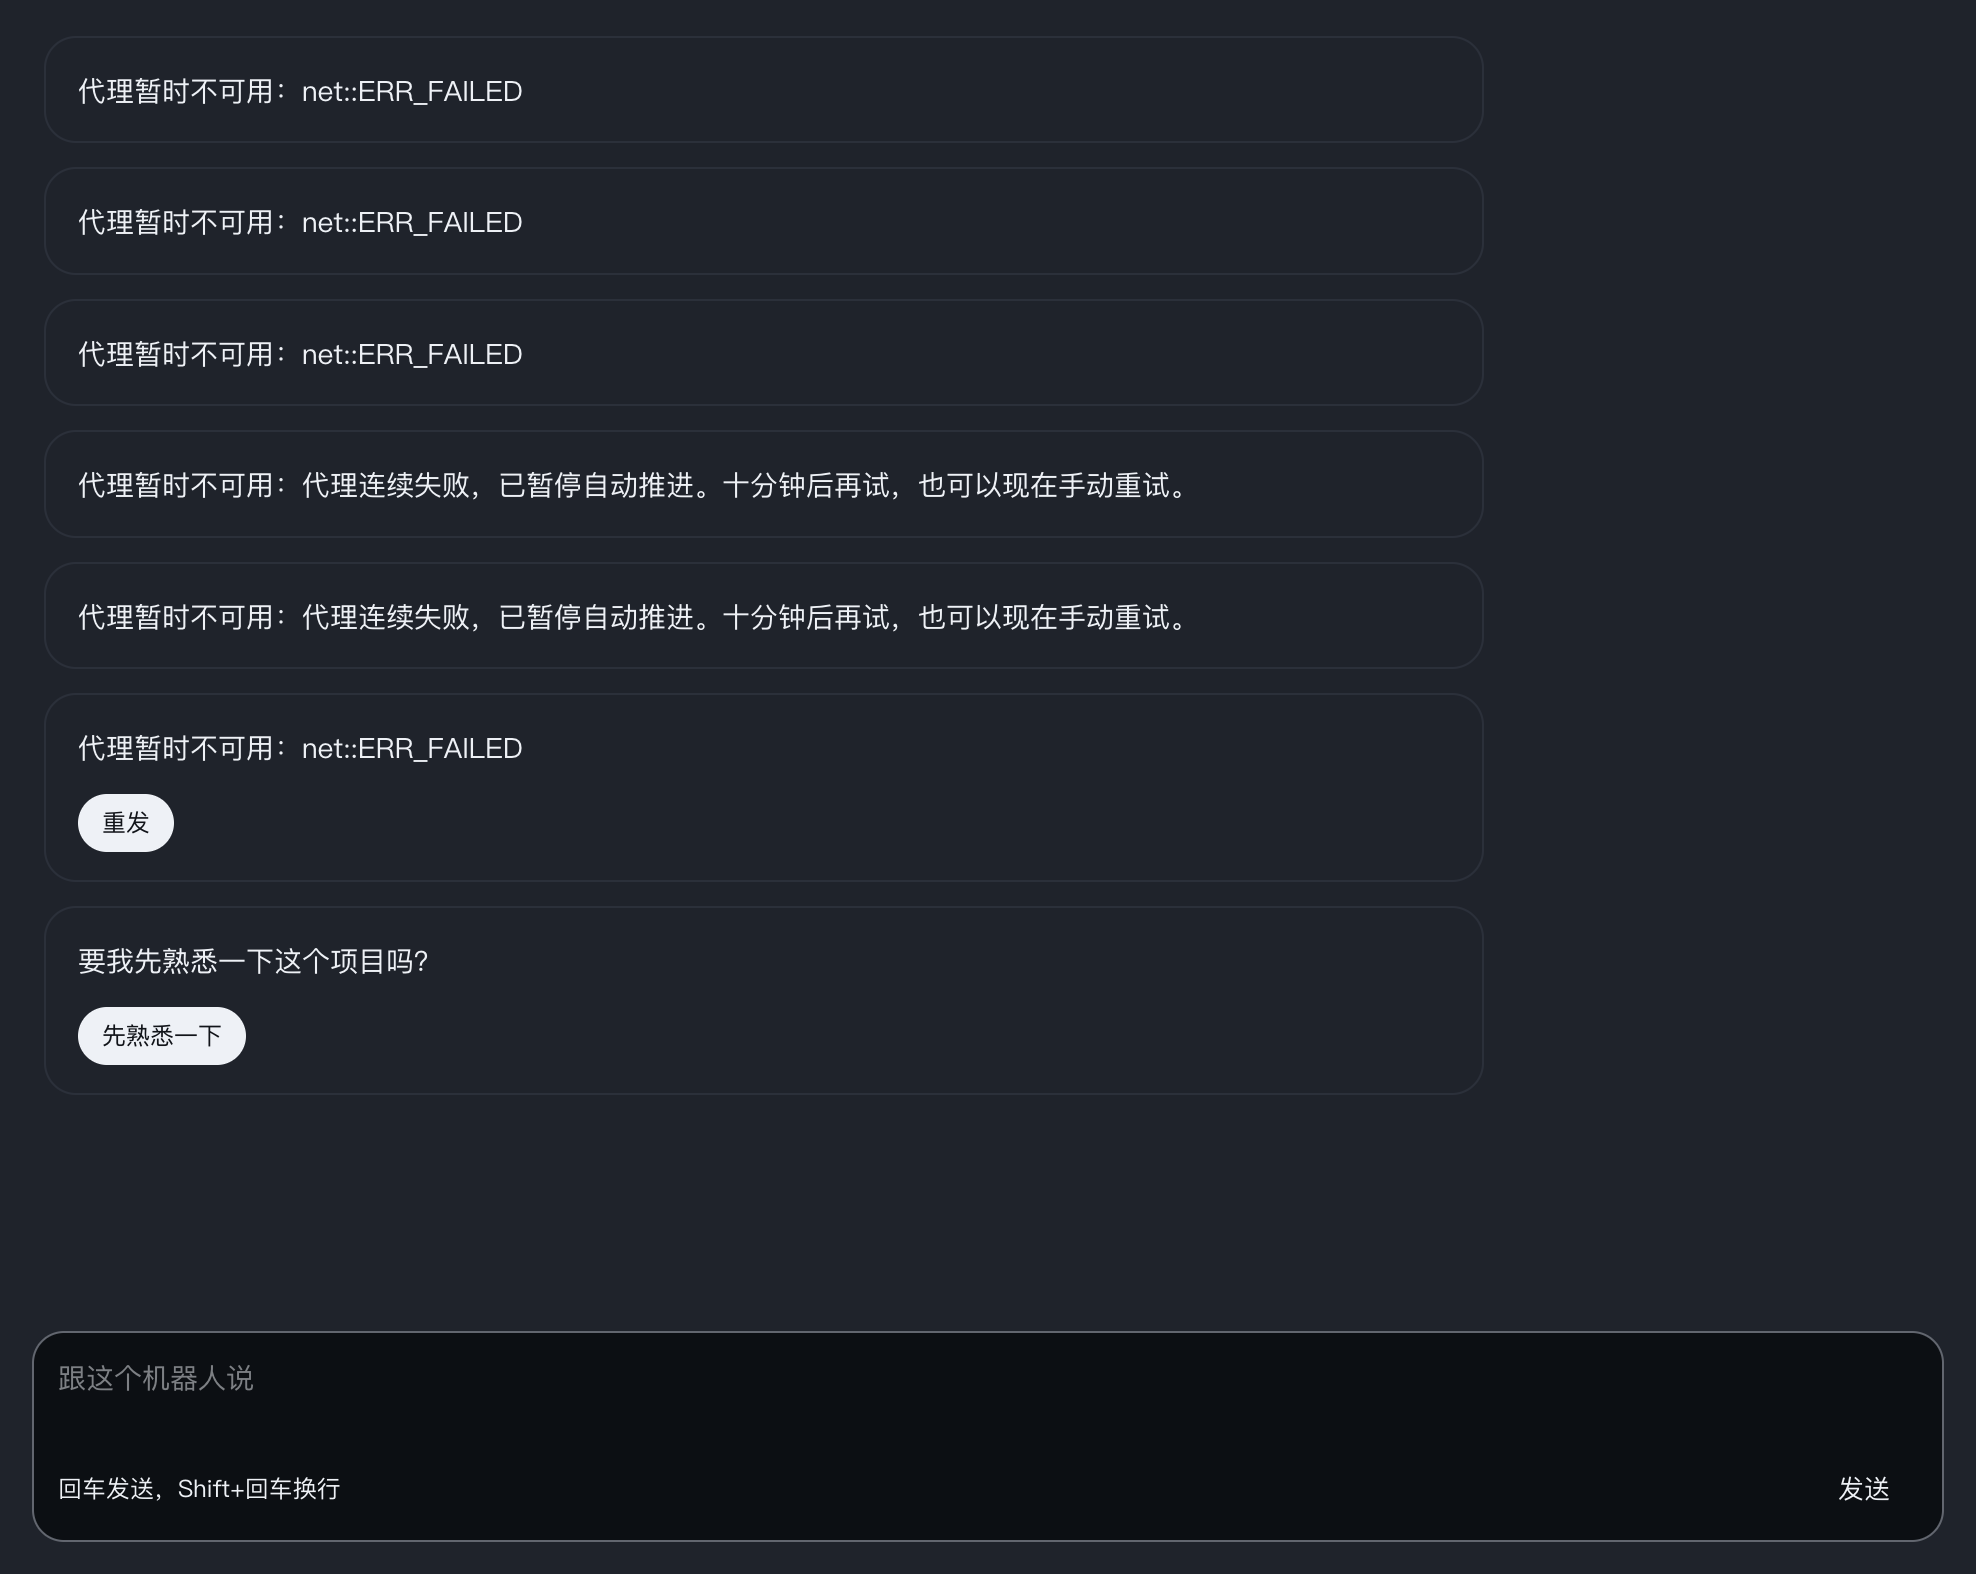 代理暂时不可用：net::ERR_FAILED
代理暂时不可用：net::ERR_FAILED
代理暂时不可用：net::ERR_FAILED
代理暂时不可用：代理连续失败，已暂停自动推进。十分钟后再试，也可以现在手动重试。
代理暂时不可用：代理连续失败，已暂停自动推进。十分钟后再试，也可以现在手动重试。
代理暂时不可用：net::ERR_FAILED
重发
要我先熟悉一下这个项目吗？
先熟悉一下
跟这个机器人说
回车发送，Shift+回车换行
发送